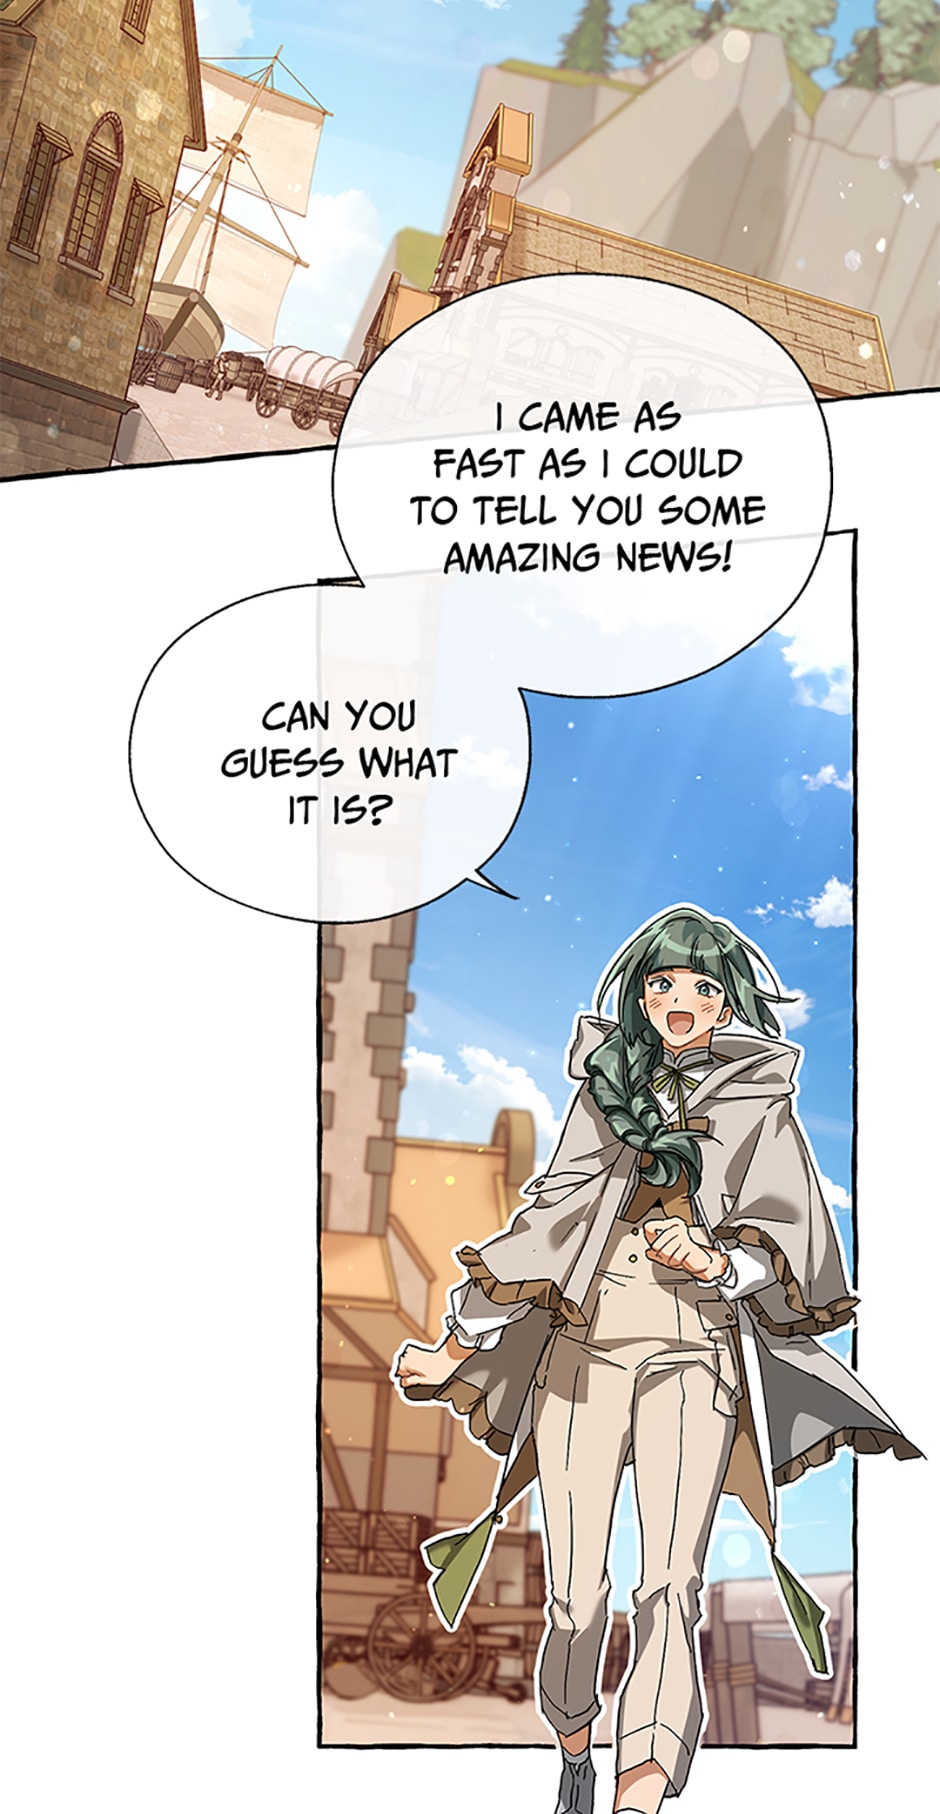 I CAME AS
FAST AS I COULD
TO TELL YOU SOME
AMAZING NEWS!
CAN YOU
GUESS WHAT
IT IS?